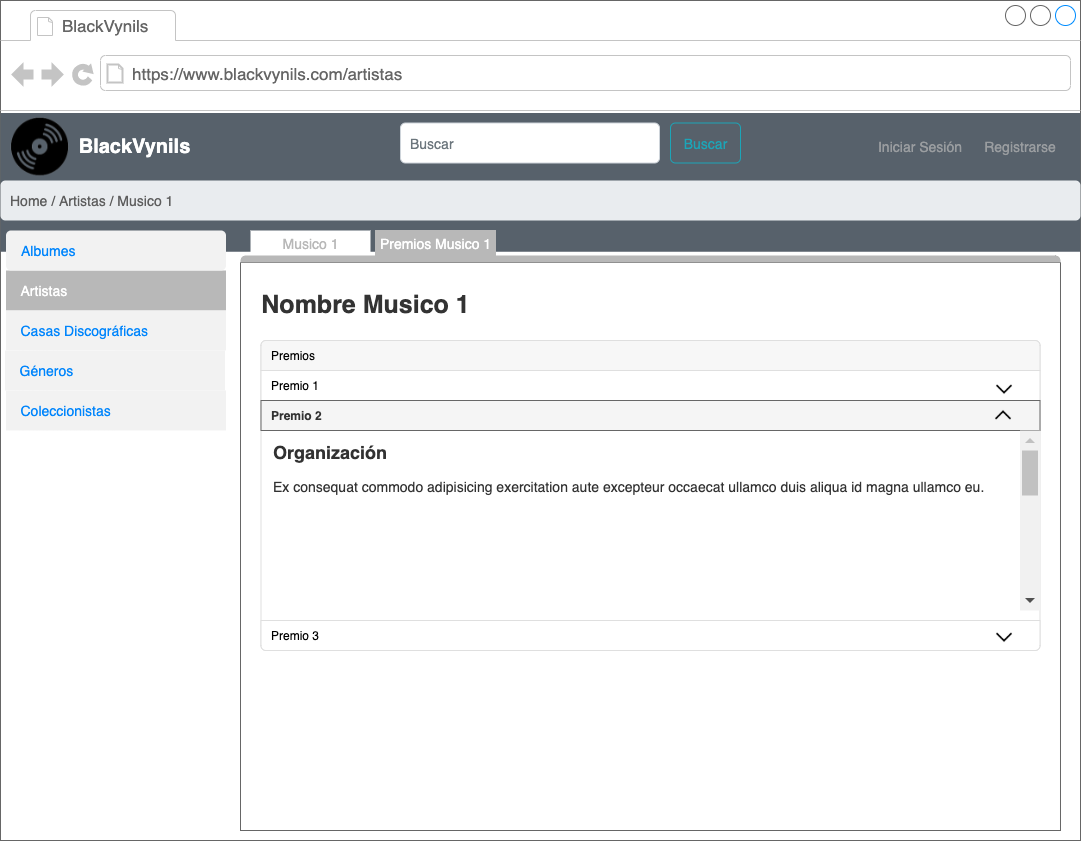 BlackVynils
https://www.blackvynils.com/artistas
BlackVynils
Buscar
Buscar
Iniciar Sesión
Registrarse
Home / Artistas / Musico 1
Albumes
Artistas
Casas Discográficas
Géneros
Coleccionistas
Musico 1
Premios Musico 1
Nombre Musico 1
Premios
Premio 1
Premio 2
Organización
Ex consequat commodo adipisicing exercitation aute excepteur occaecat ullamco duis aliqua id magna ullamco eu.
Premio 3